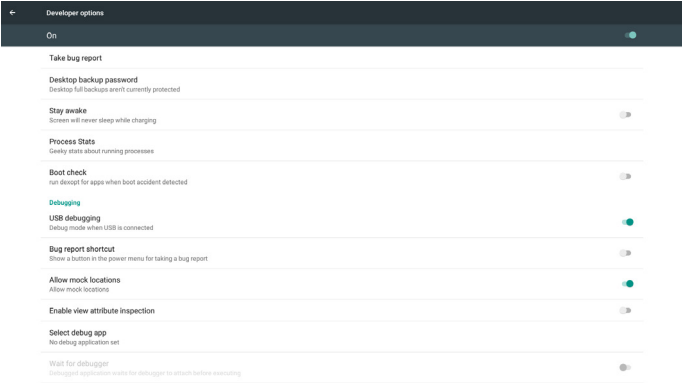 Developer options
On
Take bug report
Desktop backup password
Desktop full backups aren't currently protected
Stay awake
Screen will never sleep while charging
Process Stats
Geeky stats about running processes
Boot check
run dexopt for apps when boot accident detected
Debugging
USB debugging
Debug mode when USB is connected
Bug report shortcut
Show a button in the power menu for taking a bug report
Allow mock locations
Allow mock locations
Enable view attribute inspection
Select debug app
No debug application set
Wait for debugger
Debugged application waits for debugger to attach before executing